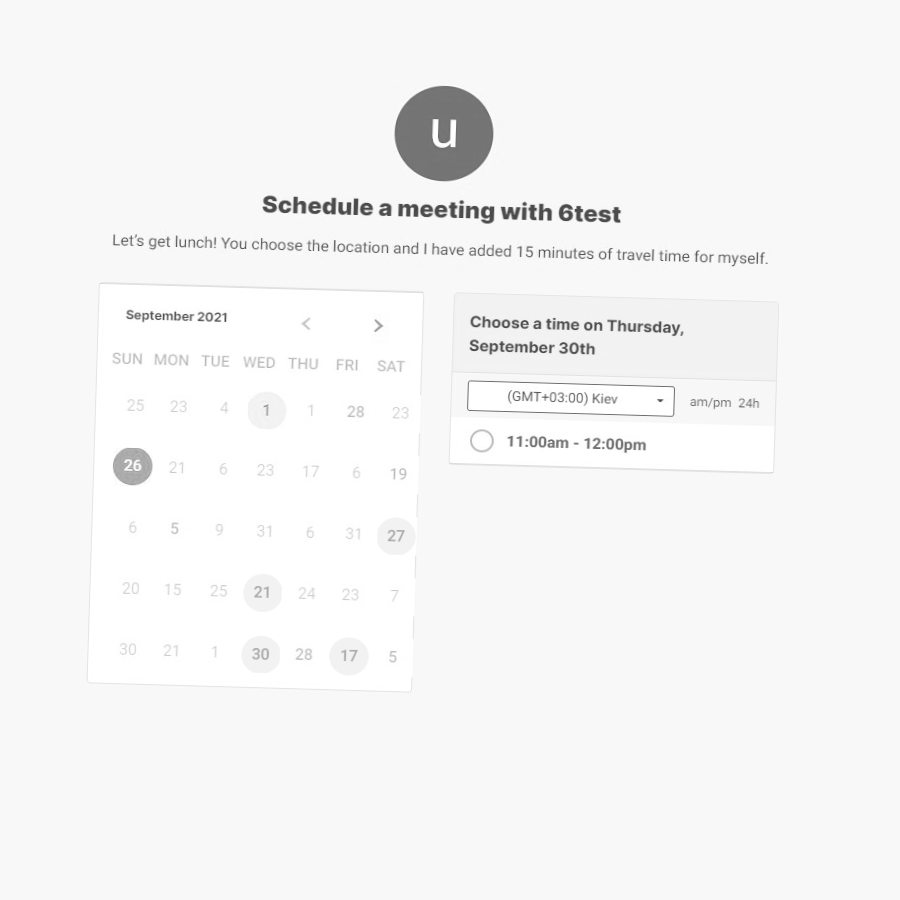 u
Schedule a meeting with 6test
Let's get lunch! You choose the location and I have added 15 minutes of travel time for myself.
September 2021
SUN MON TUE WED THU FRI SAT
25 23 4 1 1 28 23
26 21 6 23 17 6 19
6 5 9 31 6 31 27
20 15 25 21 24 23 7
30 21 1 30 28 17 5
Choose a time on Thursday,
September 30th
(GMT+03:00) Kiev am/pm 24h
11:00am - 12:00pm